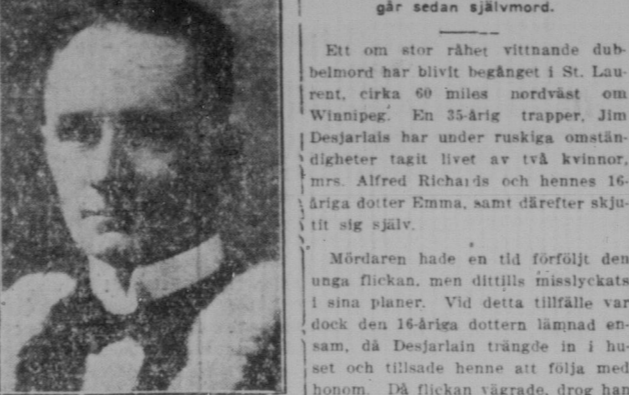 går sedan självmord.
Ett om stor råhet vittnande dub-
belmord har blivit begånget i St. Lau-
rent, cirka 60 miles nordväst om
Winnipeg. En 35-årig trapper, Jim
Desjarlais har under ruskiga omstän-
digheter tagit livet av två kvinnor,
mrs. Alfred Richards och hennes 16-
åriga dotter Emma, samt därefter skju-
tit sig själv.
Mördaren hade en tid förföljt den
unga flickan, men dittills misslyckats
i sina planer. Vid detta tillfälle var
dock den 16-åriga dottern lämnad en-
sam, då Desjarlain trängde in i hu-
set och tillsade henne att följa med
honom. Då flickan vägrade, drog han